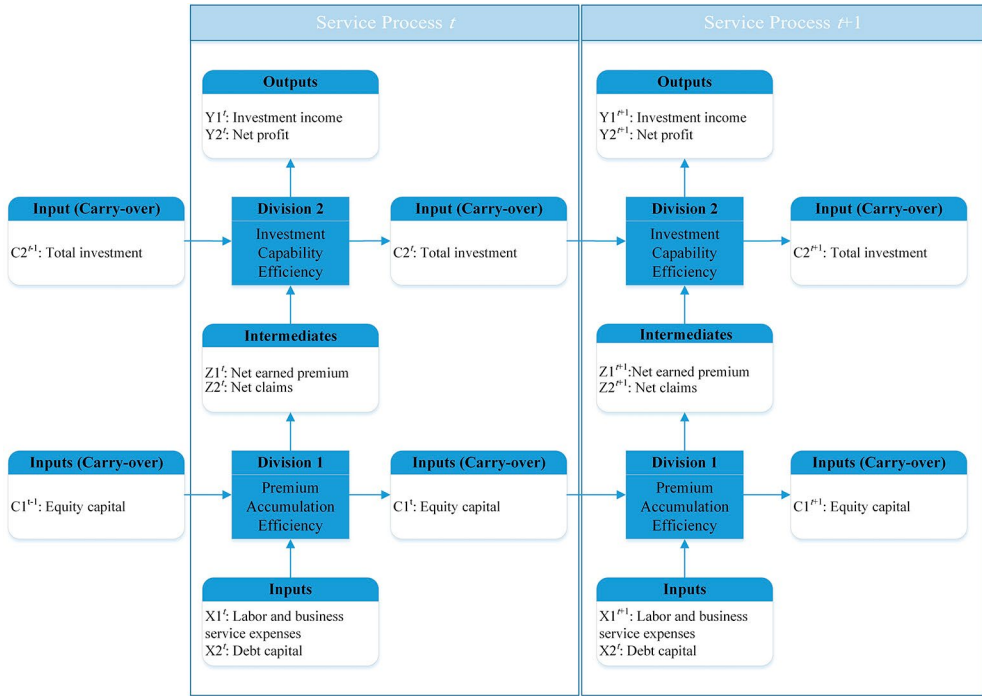 Service Process t
Service Process t+1
Outputs
Y1ᵗ: Investment income
Y2ᵗ: Net profit
Outputs
Y1ᵗ⁺¹: Investment income
Y2ᵗ⁺¹: Net profit
Input (Carry-over)
C2ᵗ⁻¹: Total investment
Division 2
Investment
Capability
Efficiency
Input (Carry-over)
C2ᵗ: Total investment
Division 2
Investment
Capability
Efficiency
Input (Carry-over)
C2ᵗ⁺¹: Total investment
Intermediates
Z1ᵗ: Net earned premium
Z2ᵗ: Net claims
Intermediates
Z1ᵗ⁺¹:Net earned premium
Z2ᵗ⁺¹: Net claims
Inputs (Carry-over)
C1ᵗ⁻¹: Equity capital
Division 1
Premium
Accumulation
Efficiency
Inputs (Carry-over)
C1ᵗ: Equity capital
Division 1
Premium
Accumulation
Efficiency
Inputs (Carry-over)
C1ᵗ⁺¹: Equity capital
Inputs
X1ᵗ: Labor and business
service expenses
X2ᵗ: Debt capital
Inputs
X1ᵗ⁺¹: Labor and business
service expenses
X2ᵗ⁺¹: Debt capital